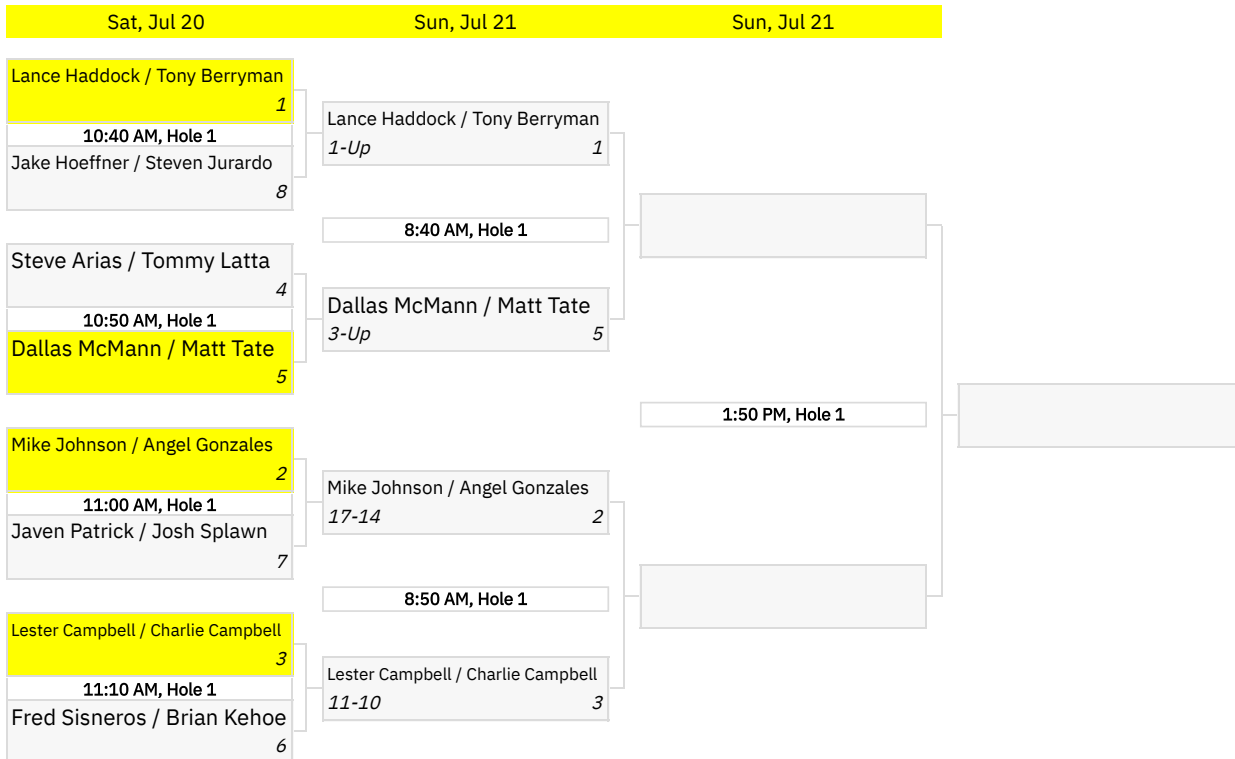 Sat, Jul 20
Sun, Jul 21
Sun, Jul 21
Lance Haddock / Tony Berryman
1
10:40 AM, Hole 1
Jake Hoeffner / Steven Jurardo
8
Steve Arias / Tommy Latta
4
10:50 AM, Hole 1
Dallas McMann / Matt Tate
5
Mike Johnson / Angel Gonzales
2
11:00 AM, Hole 1
Javen Patrick / Josh Splawn
7
Lester Campbell / Charlie Campbell
3
11:10 AM, Hole 1
Fred Sisneros / Brian Kehoe
6
Lance Haddock / Tony Berryman
1-Up 1
8:40 AM, Hole 1
Dallas McMann / Matt Tate
3-Up 5
Mike Johnson / Angel Gonzales
17-14 2
8:50 AM, Hole 1
Lester Campbell / Charlie Campbell
11-10 3
1:50 PM, Hole 1